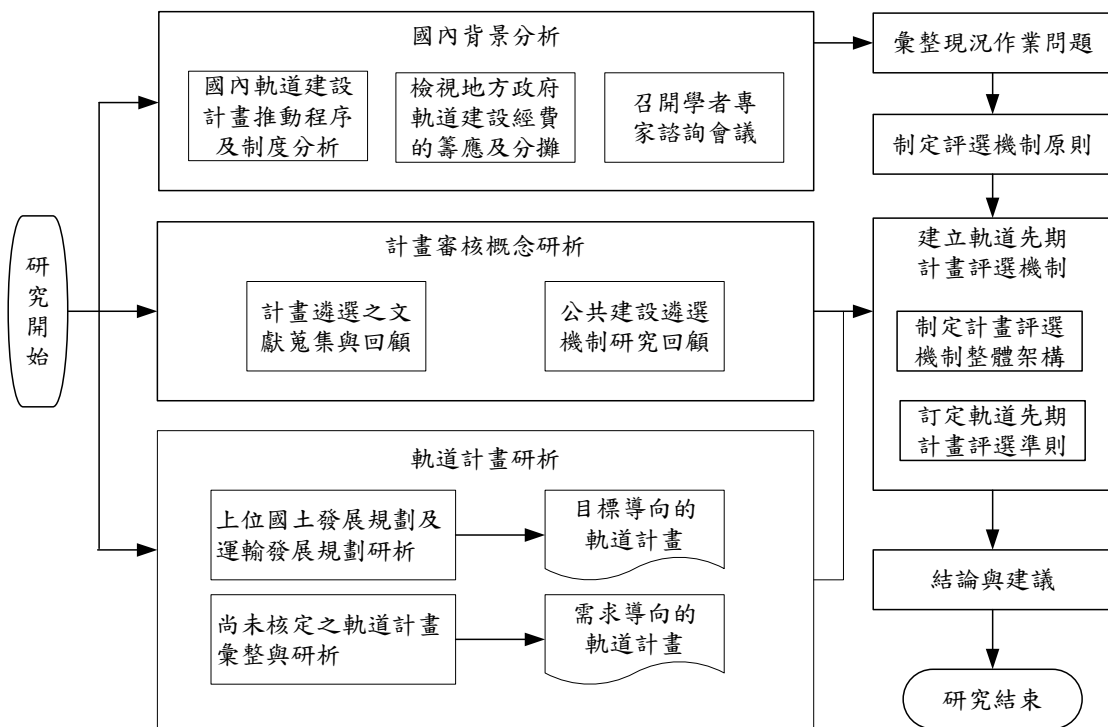 國內背景分析
國內軌道建設
計畫推動程序
及制度分析
檢視地方政府
軌道建設經費
的籌應及分攤
召開學者專
家諮詢會議
彙整現況作業問題
制定評選機制原則
研
究
開
始
計畫審核概念研析
計畫遴選之文
獻蒐集與回顧
公共建設遴選
機制研究回顧
建立軌道先期
計畫評選機制
制定計畫評選
機制整體架構
訂定軌道先期
計畫評選準則
軌道計畫研析
上位國土發展規劃及
運輸發展規劃研析
目標導向的
軌道計畫
尚未核定之軌道計畫
彙整與研析
需求導向的
軌道計畫
結論與建議
研究結束